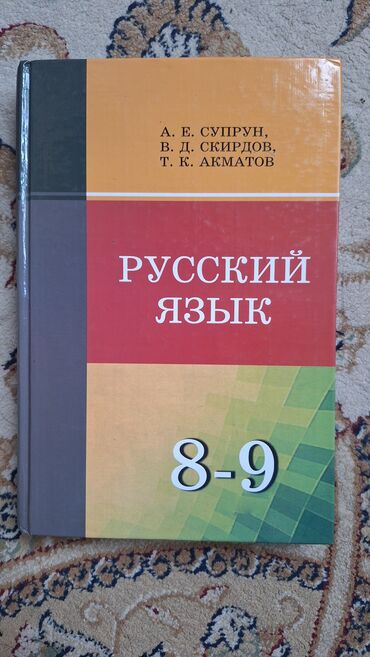 А. Е. СУПРУН,
В. Д. СКИРДОВ,
Т. К. АКМАТОВ
РУССКИЙ
ЯЗЫК
8-9